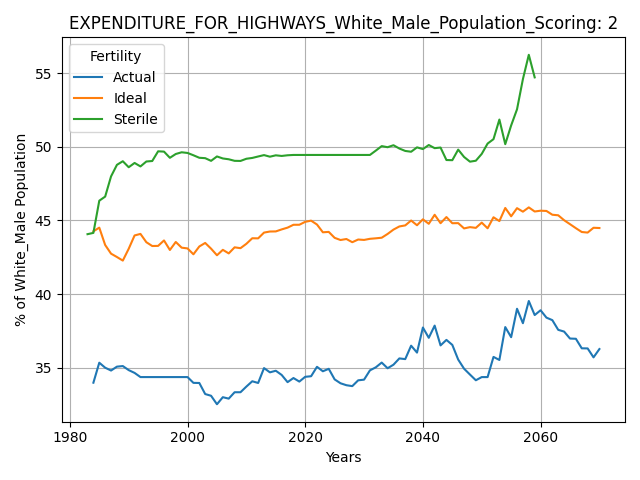 EXPENDITURE_FOR_HIGHWAYS_White_Male_Population_Scoring: 2
Fertility
Actual
Ideal
Sterile
% of White_Male Population
55
50
45
40
35
1980
2000
2020
2040
2060
Years